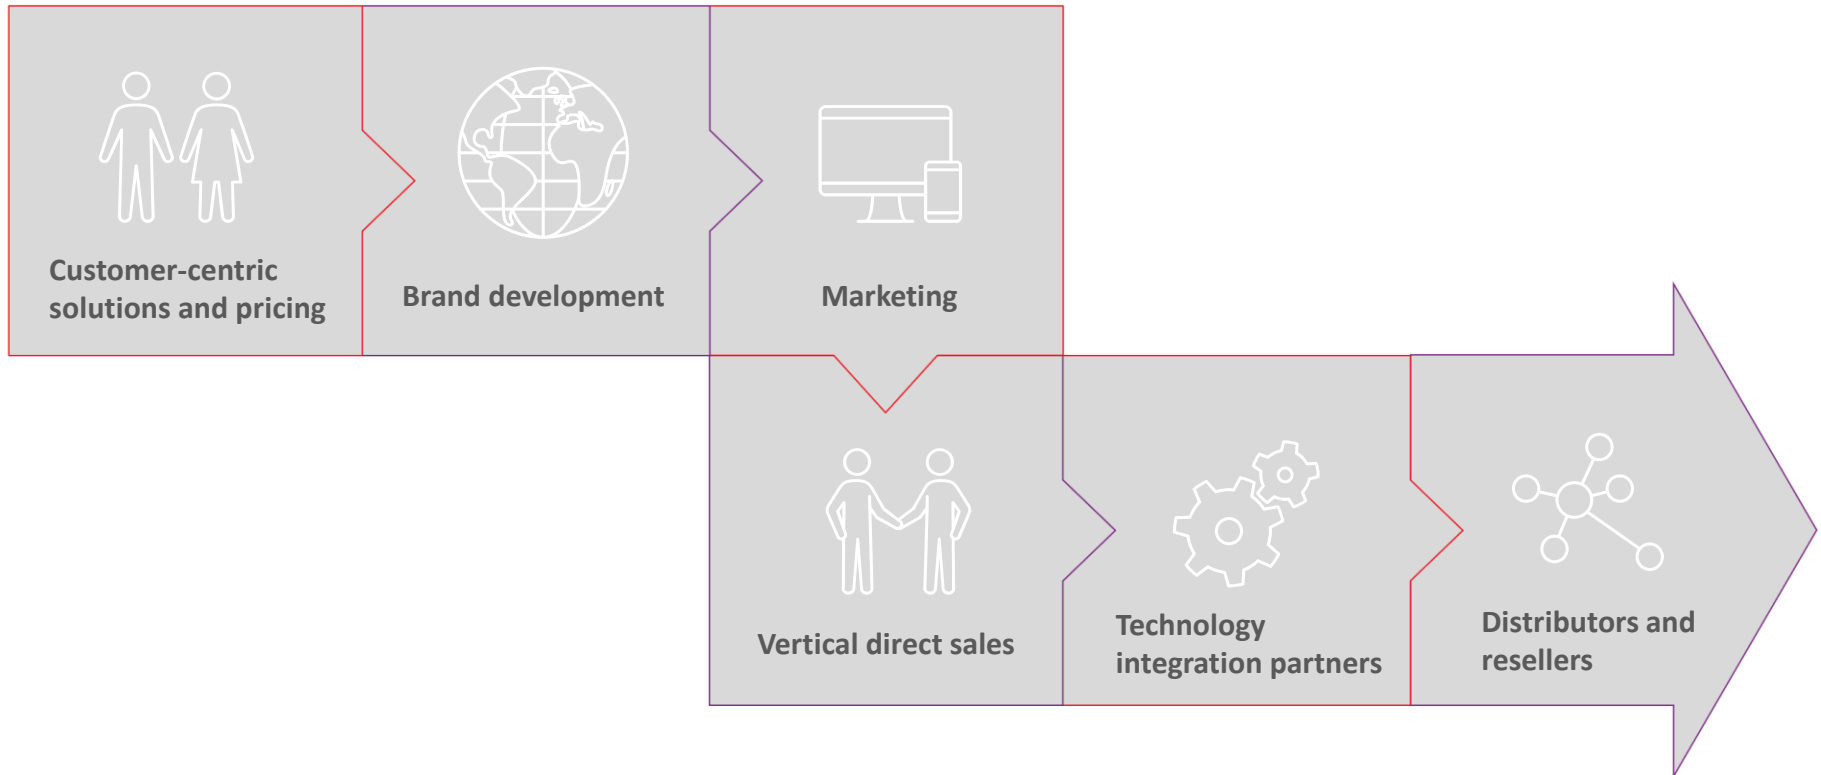 Customer-centric
solutions and pricing
Brand development
Marketing
Vertical direct sales
Technology
integration partners
Distributors and
resellers